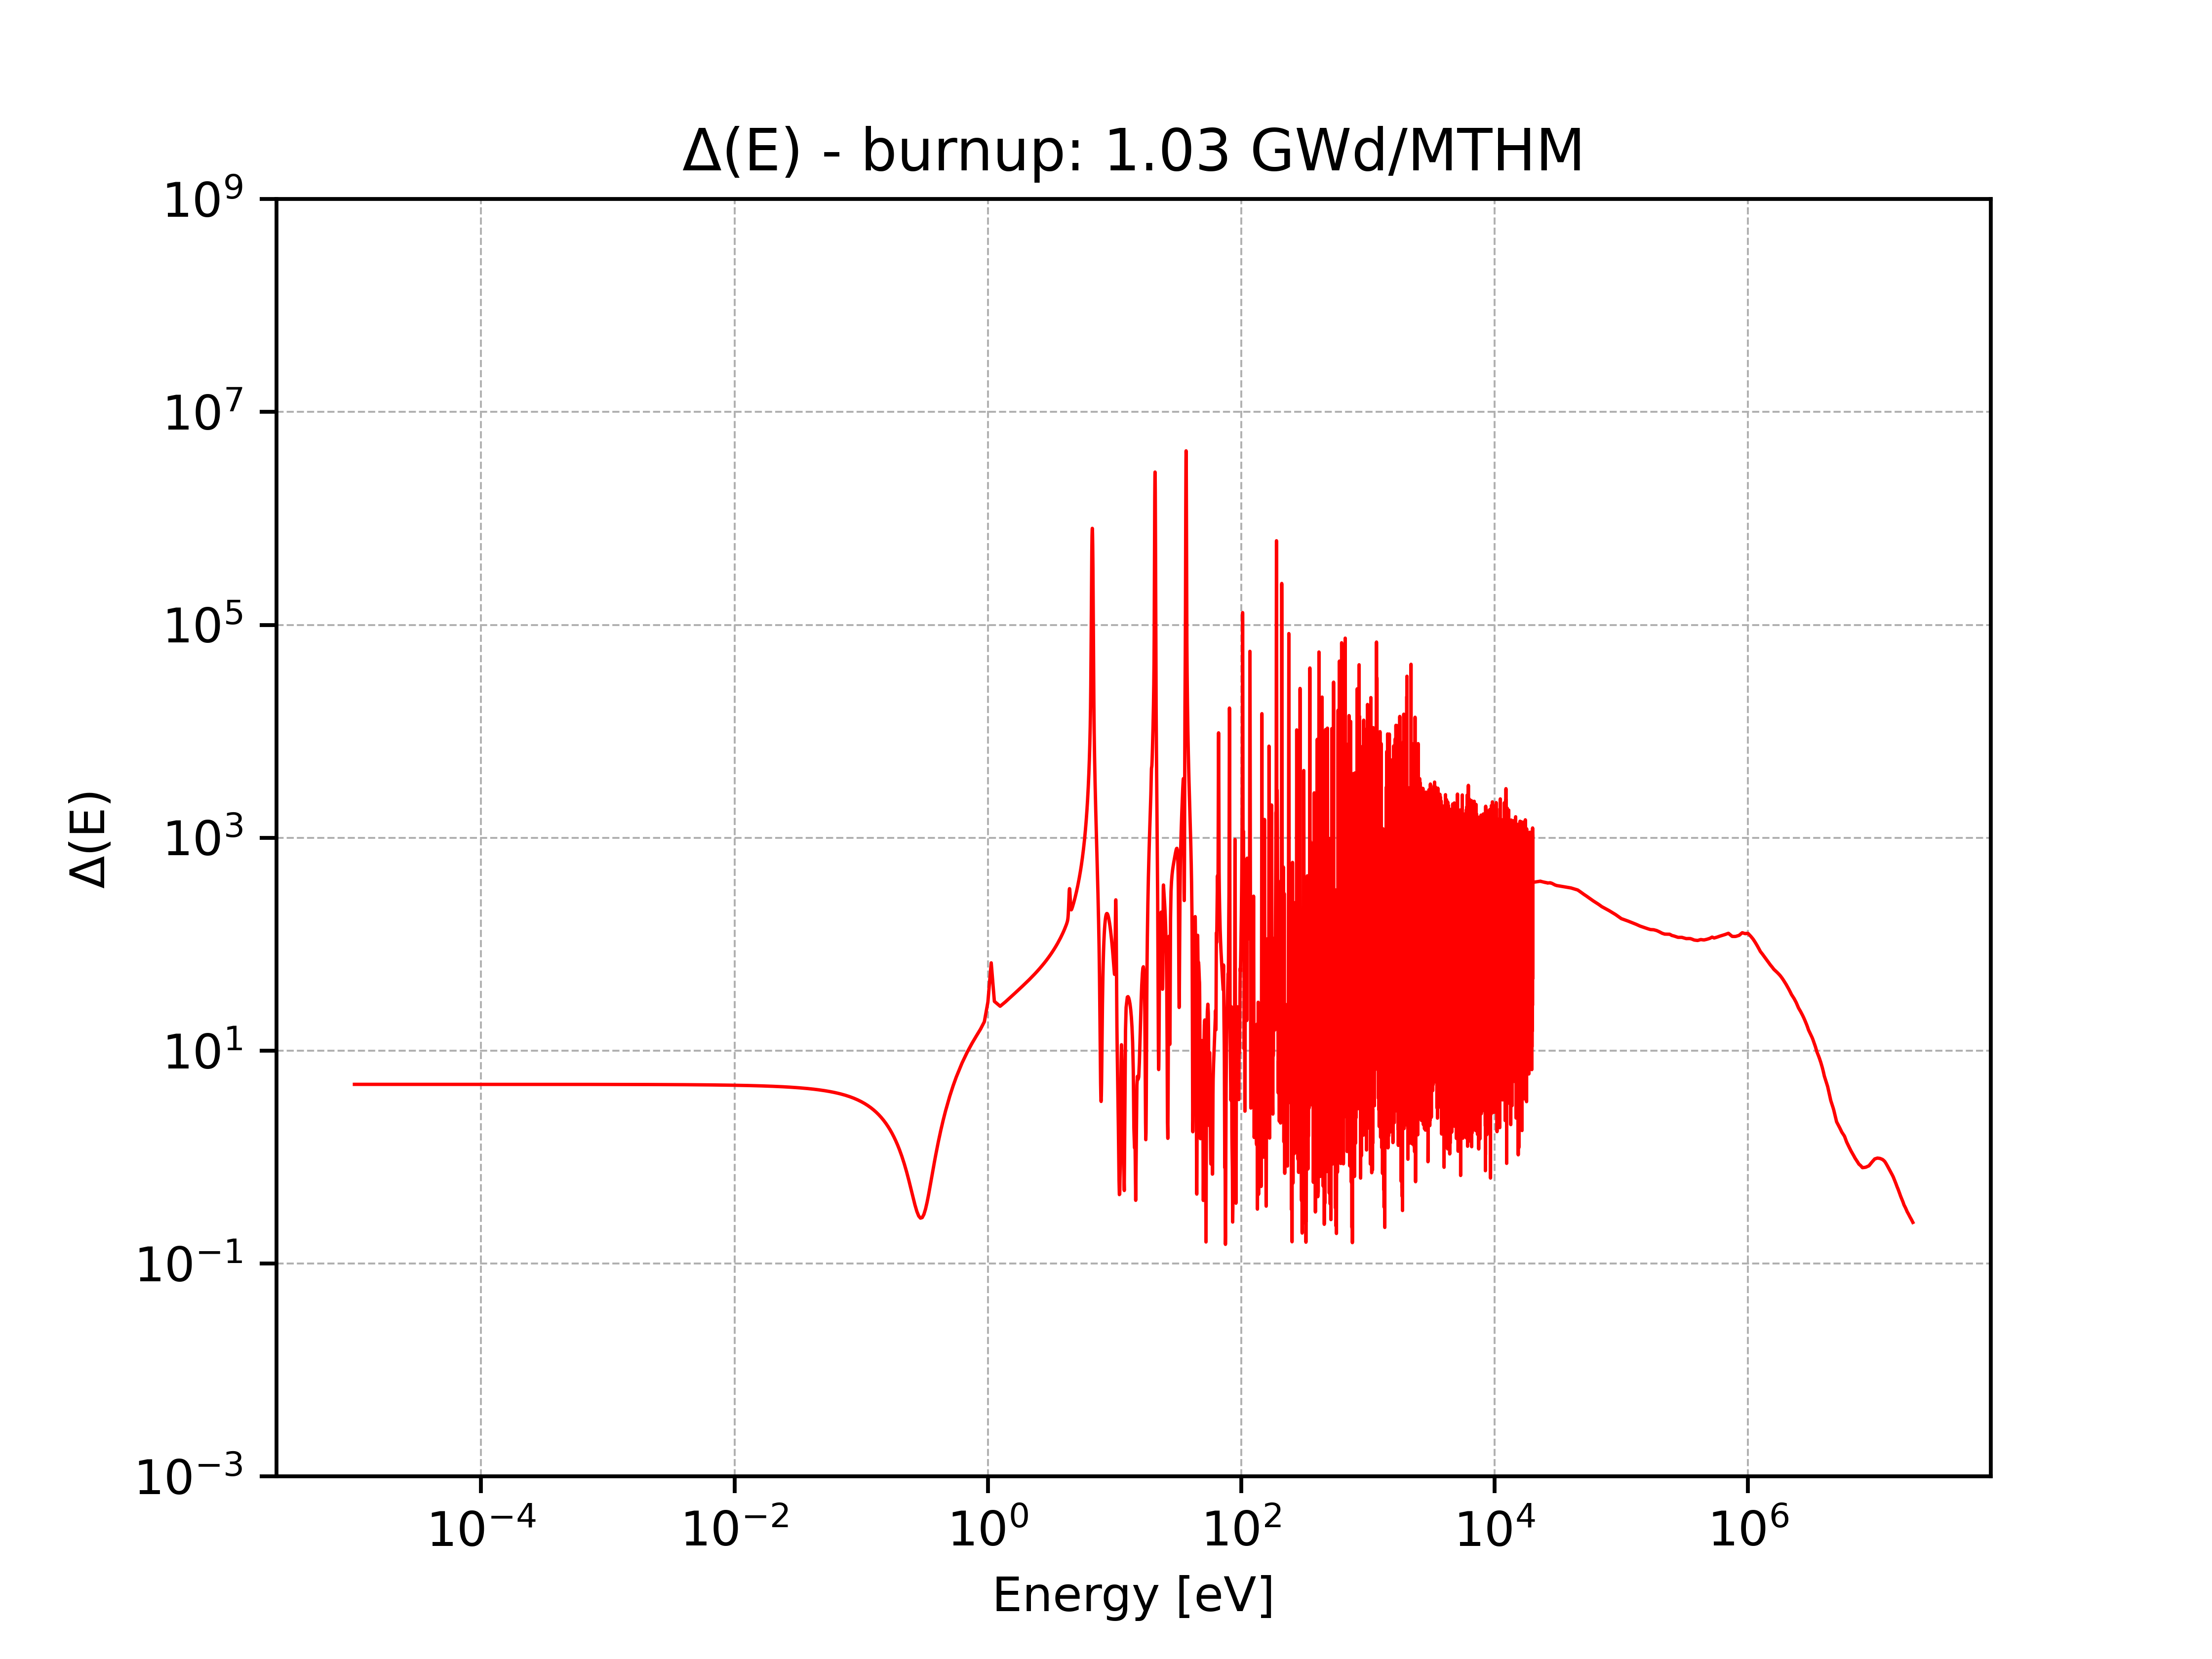 Δ(E) - burnup: 1.03 GWd/MTHM
10⁹
10⁷
10⁵
10³
10¹
10⁻¹
10⁻³
Δ(E)
10⁻⁴ 10⁻² 10⁰ 10² 10⁴ 10⁶
Energy [eV]